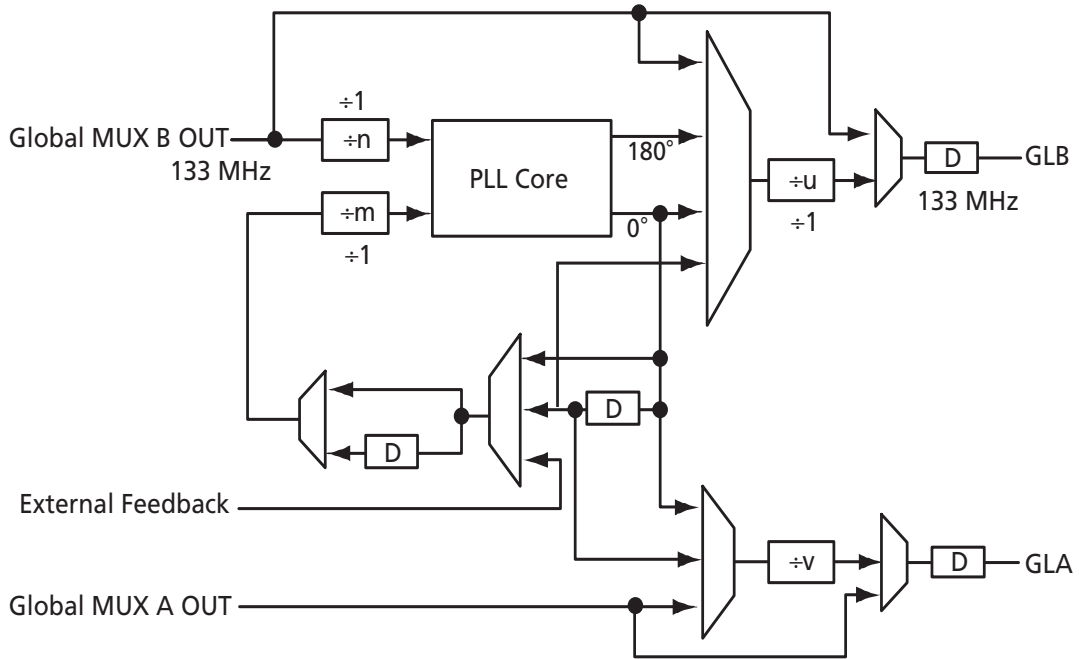 ÷1
Global MUX B OUT
÷n
133 MHz
180°
PLL Core
÷u
÷1
D
GLB
133 MHz
÷m
÷1
0°
D
D
External Feedback
÷v
D
GLA
Global MUX A OUT